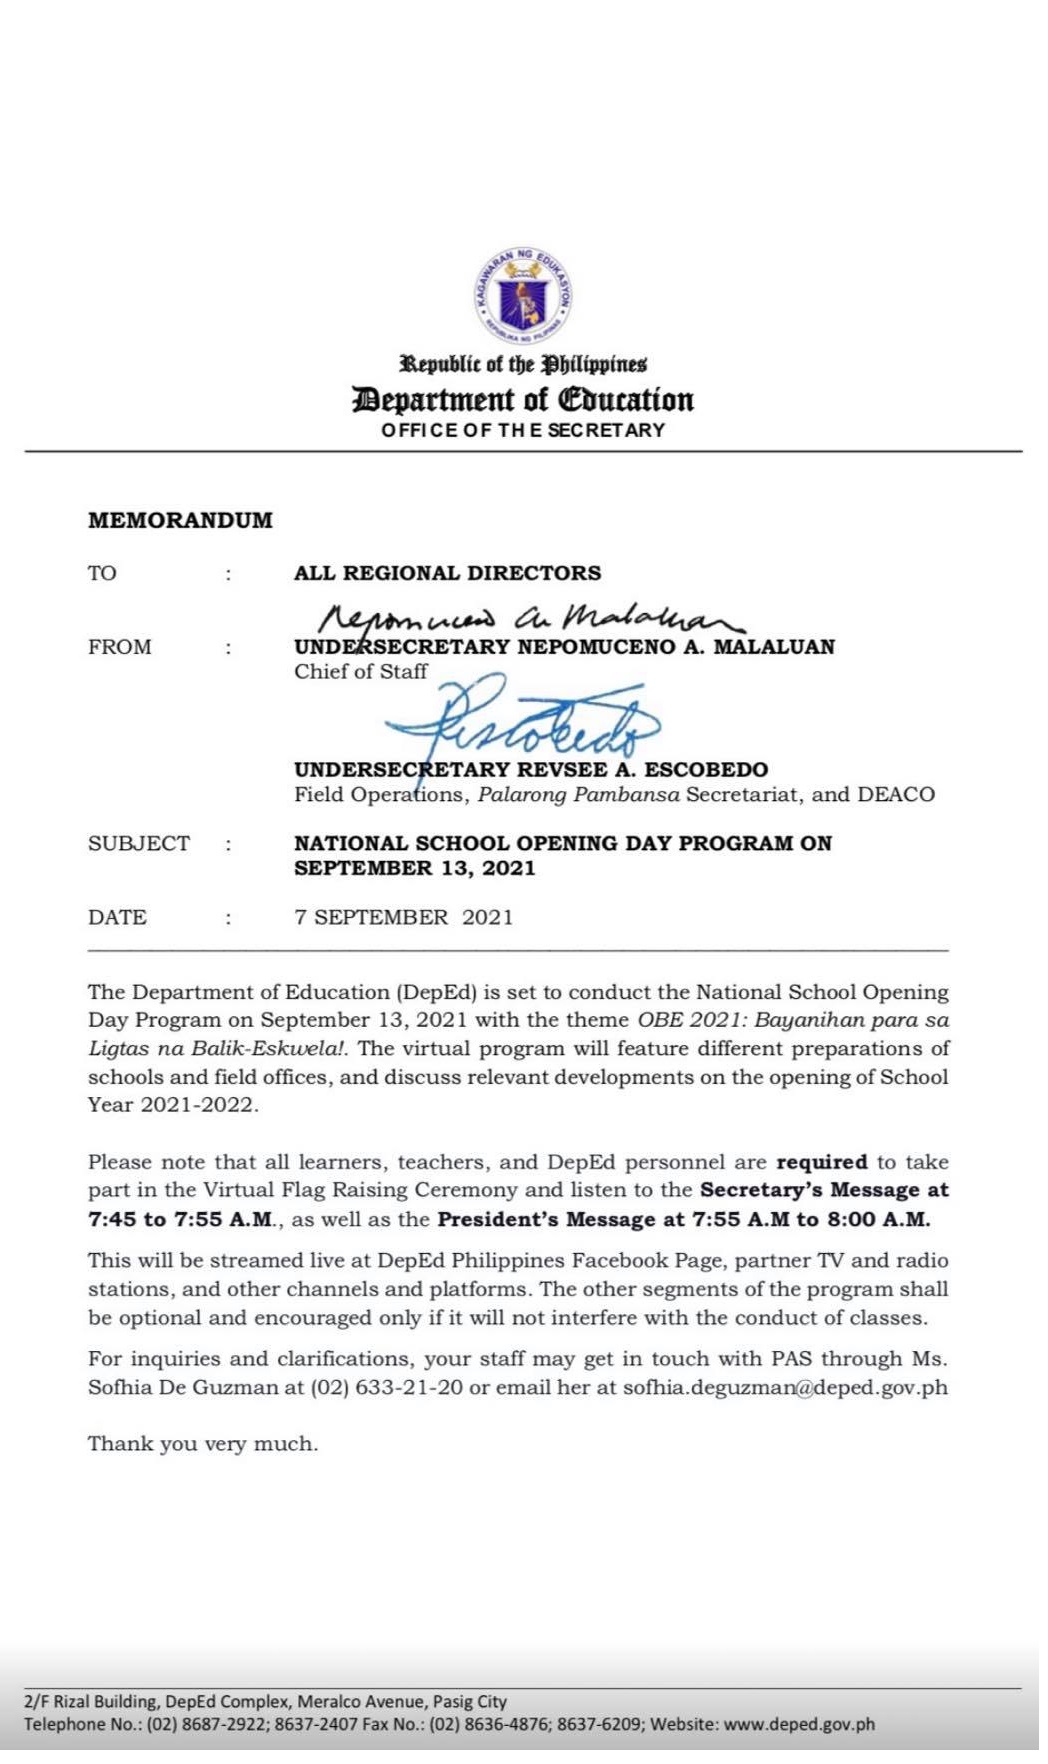 KAGAWARAN NG EDUKASYON
REPUBLIKA NG PILIPINAS
Republic of the Philippines
Department of Education
OFFICE OF THE SECRETARY
MEMORANDUM
TO : ALL REGIONAL DIRECTORS
Nepomuceno A. Malaluan
FROM : UNDERSECRETARY NEPOMUCENO A. MALALUAN
Chief of Staff
REscobedo
UNDERSECRETARY REVSEE A. ESCOBEDO
Field Operations, Palarong Pambansa Secretariat, and DEACO
SUBJECT : NATIONAL SCHOOL OPENING DAY PROGRAM ON
SEPTEMBER 13, 2021
DATE : 7 SEPTEMBER 2021
The Department of Education (DepEd) is set to conduct the National School Opening
Day Program on September 13, 2021 with the theme OBE 2021: Bayanihan para sa
Ligtas na Balik-Eskwela!. The virtual program will feature different preparations of
schools and field offices, and discuss relevant developments on the opening of School
Year 2021-2022.
Please note that all learners, teachers, and DepEd personnel are required to take
part in the Virtual Flag Raising Ceremony and listen to the Secretary's Message at
7:45 to 7:55 A.M., as well as the President's Message at 7:55 A.M to 8:00 A.M.
This will be streamed live at DepEd Philippines Facebook Page, partner TV and radio
stations, and other channels and platforms. The other segments of the program shall
be optional and encouraged only if it will not interfere with the conduct of classes.
For inquiries and clarifications, your staff may get in touch with PAS through Ms.
Sofhia De Guzman at (02) 633-21-20 or email her at sofhia.deguzman@deped.gov.ph
Thank you very much.
2/F Rizal Building, DepEd Complex, Meralco Avenue, Pasig City
Telephone No.: (02) 8687-2922; 8637-2407 Fax No.: (02) 8636-4876; 8637-6209; Website: www.deped.gov.ph